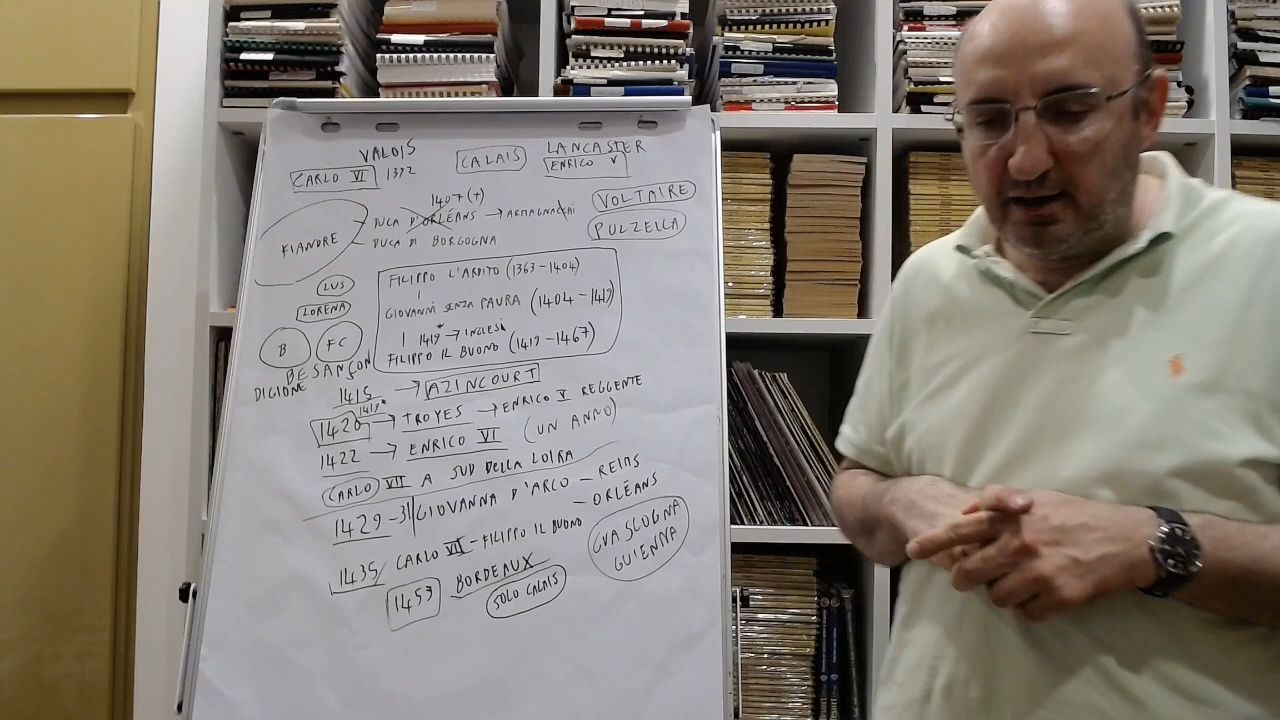 VALOIS
CARLO VI 1372
CALAIS
LANCASTER
ENRICO V
1407 (+)
DUCA D'ORLÉANS → ARMAGNACCHI
DUCA DI BORGOGNA
FIANDRE
VOLTAIRE
PULZELLA
LUS
LORENA
B FC
BESANÇON
DIGIONE
FILIPPO L'ARDITO (1363-1404)
GIOVANNI SENZA PAURA (1404-1419)
1419* → INGLESI
FILIPPO IL BUONO (1419-1467)
1415 → AZINCOURT
1420 → TROYES → ENRICO V REGGENTE
1422 → ENRICO VI (UN ANNO)
CARLO VII A SUD DELLA LOIRA
1429-31 GIOVANNA D'ARCO - REIMS
- ORLÉANS
1435 CARLO VII - FILIPPO IL BUONO
1453 BORDEAUX
SOLO CALAIS
GUASCOGNA
GUIENNA